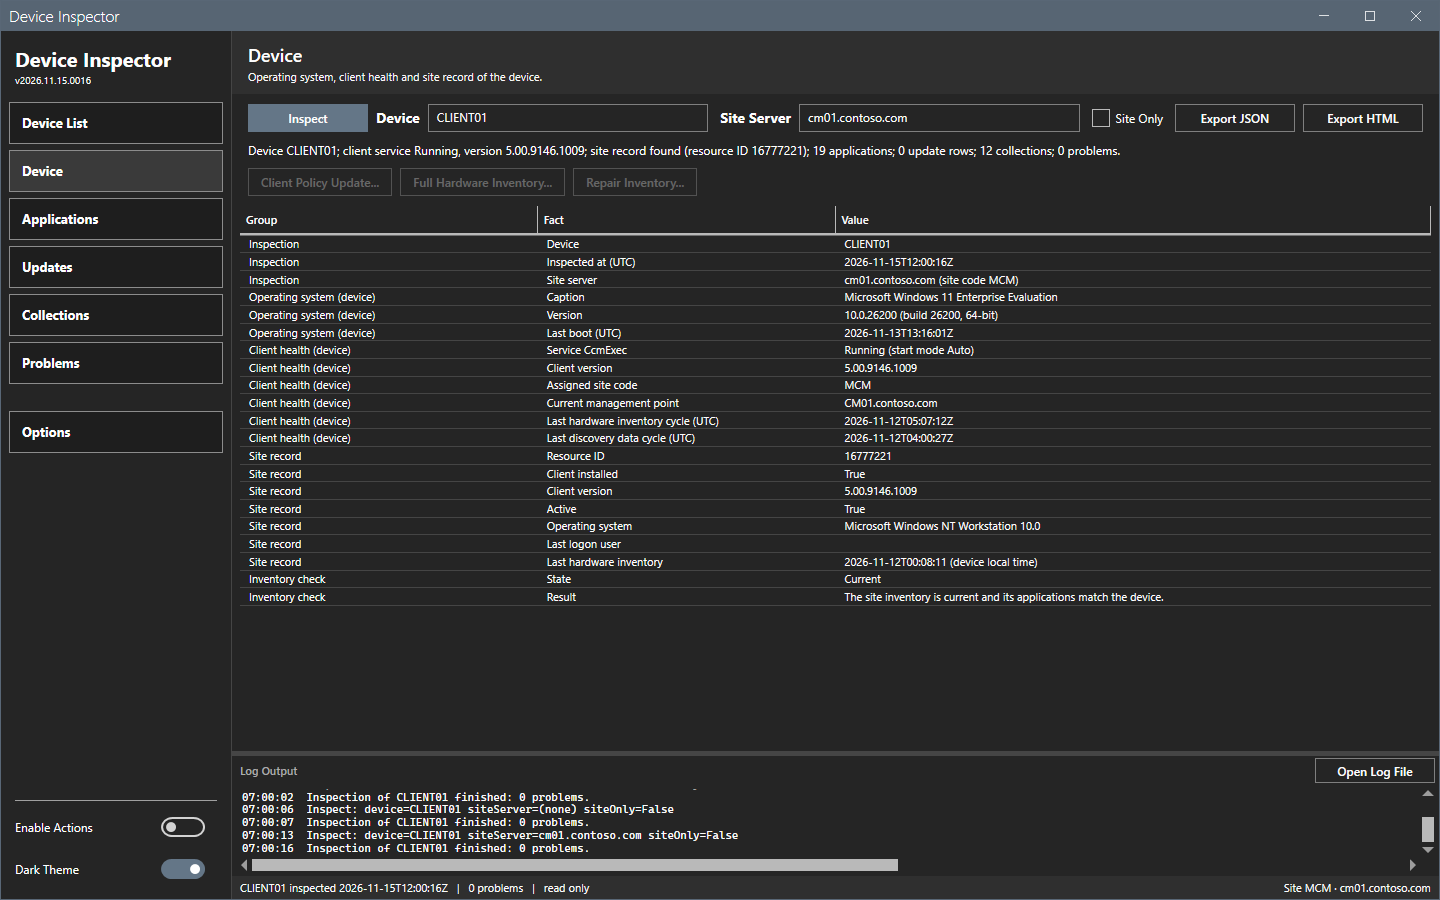 Device Inspector
Device Inspector
v2026.11.15.0016
Device List
Device
Applications
Updates
Collections
Problems
Options
Enable Actions
Dark Theme
Device
Operating system, client health and site record of the device.
Inspect Device CLIENT01 Site Server cm01.contoso.com Site Only Export JSON Export HTML
Device CLIENT01; client service Running, version 5.00.9146.1009; site record found (resource ID 16777221); 19 applications; 0 update rows; 12 collections; 0 problems.
Client Policy Update... Full Hardware Inventory... Repair Inventory...
Group Fact Value
Inspection Device CLIENT01
Inspection Inspected at (UTC) 2026-11-15T12:00:16Z
Inspection Site server cm01.contoso.com (site code MCM)
Operating system (device) Caption Microsoft Windows 11 Enterprise Evaluation
Operating system (device) Version 10.0.26200 (build 26200, 64-bit)
Operating system (device) Last boot (UTC) 2026-11-13T13:16:01Z
Client health (device) Service CcmExec Running (start mode Auto)
Client health (device) Client version 5.00.9146.1009
Client health (device) Assigned site code MCM
Client health (device) Current management point CM01.contoso.com
Client health (device) Last hardware inventory cycle (UTC) 2026-11-12T05:07:12Z
Client health (device) Last discovery data cycle (UTC) 2026-11-12T04:00:27Z
Site record Resource ID 16777221
Site record Client installed True
Site record Client version 5.00.9146.1009
Site record Active True
Site record Operating system Microsoft Windows NT Workstation 10.0
Site record Last logon user
Site record Last hardware inventory 2026-11-12T00:08:11 (device local time)
Inventory check State Current
Inventory check Result The site inventory is current and its applications match the device.
Log Output Open Log File
07:00:02 Inspection of CLIENT01 finished: 0 problems.
07:00:06 Inspect: device=CLIENT01 siteServer=(none) siteOnly=False
07:00:07 Inspection of CLIENT01 finished: 0 problems.
07:00:13 Inspect: device=CLIENT01 siteServer=cm01.contoso.com siteOnly=False
07:00:16 Inspection of CLIENT01 finished: 0 problems.
CLIENT01 inspected 2026-11-15T12:00:16Z | 0 problems | read only Site MCM · cm01.contoso.com